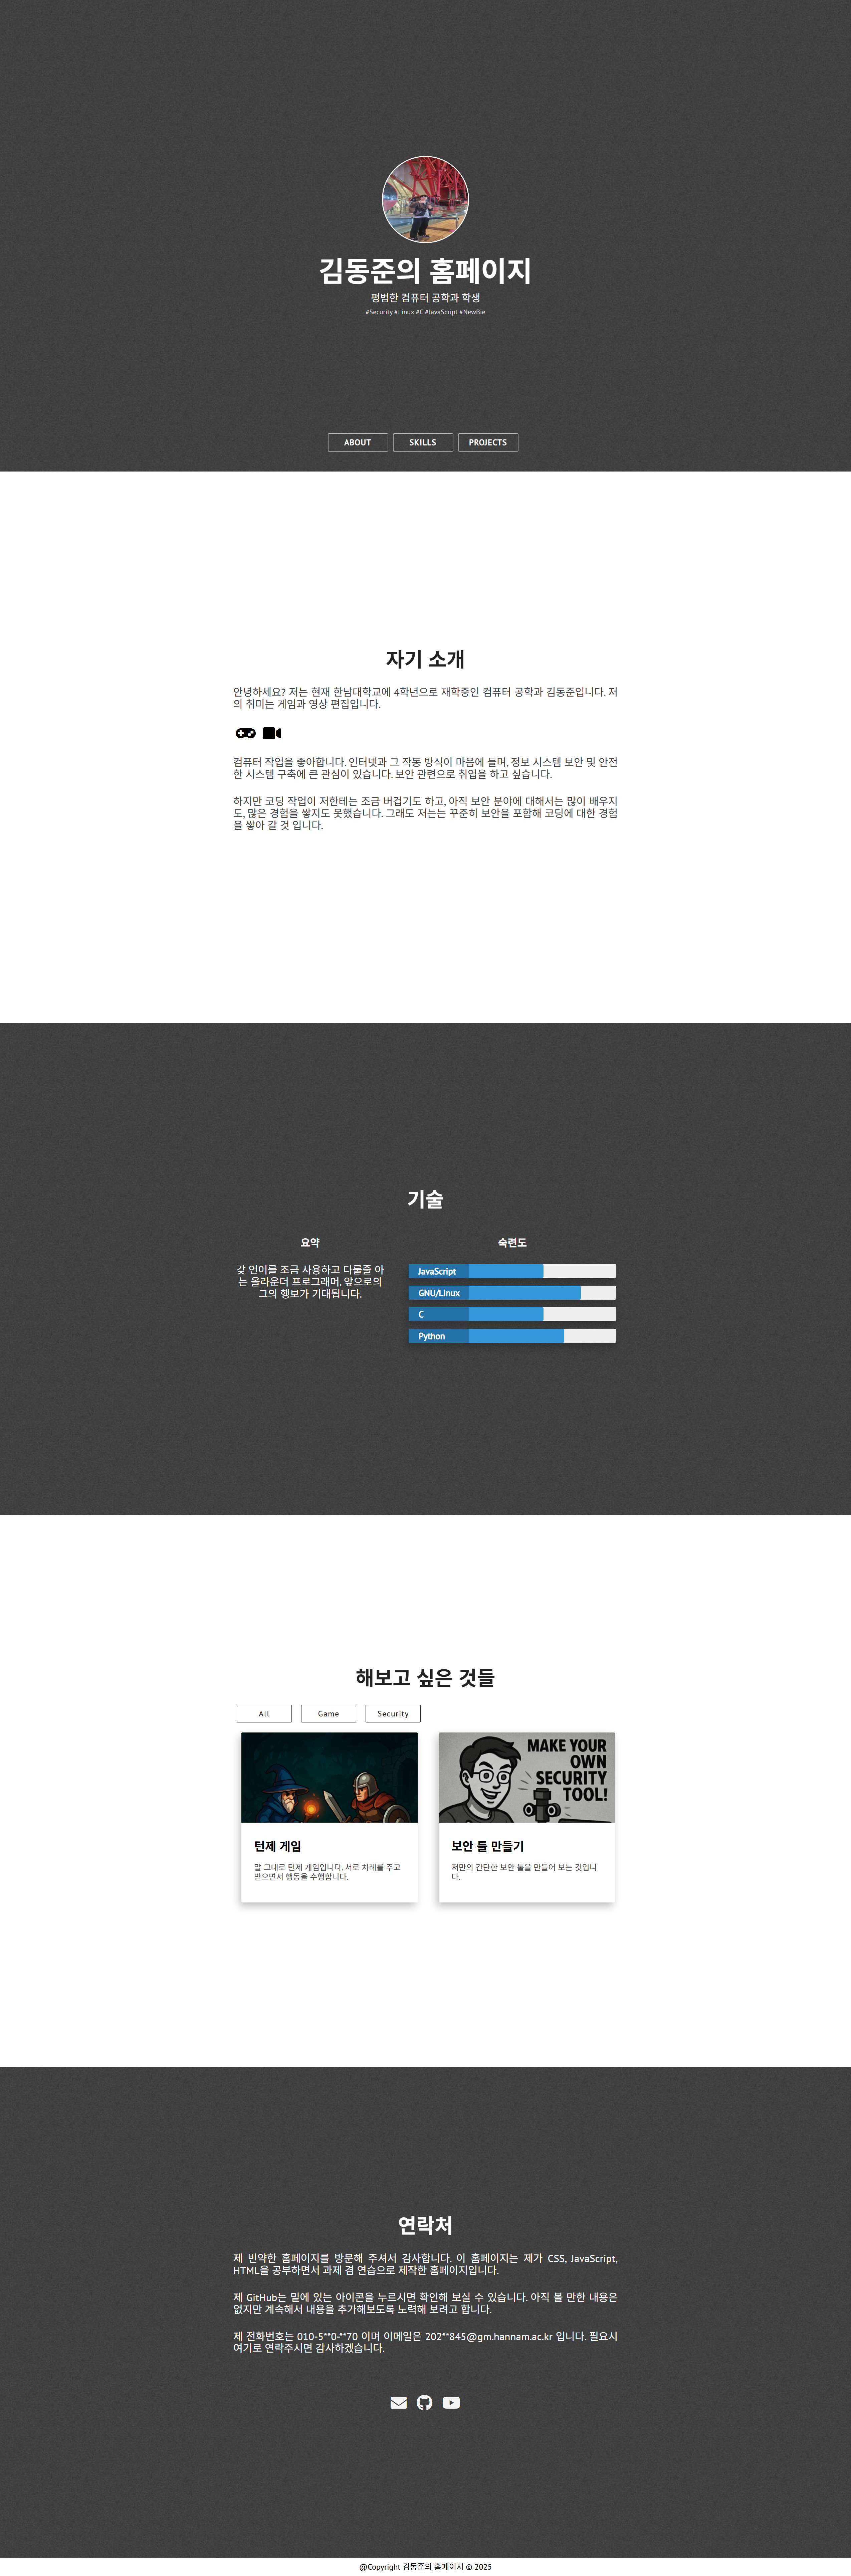 김동준의 홈페이지
평범한 컴퓨터 공학과 학생
#Security #Linux #C #JavaScript #NewBie
ABOUT SKILLS PROJECTS
자기 소개
안녕하세요? 저는 현재 한남대학교에 4학년으로 재학중인 컴퓨터 공학과 김동준입니다. 저
의 취미는 게임과 영상 편집입니다.
컴퓨터 작업을 좋아합니다. 인터넷과 그 작동 방식이 마음에 들며, 정보 시스템 보안 및 안전
한 시스템 구축에 큰 관심이 있습니다. 보안 관련으로 취업을 하고 싶습니다.
하지만 코딩 작업이 저한테는 조금 버겁기도 하고, 아직 보안 분야에 대해서는 많이 배우지
도, 많은 경험을 쌓지도 못했습니다. 그래도 저는는 꾸준히 보안을 포함해 코딩에 대한 경험
을 쌓아 갈 것 입니다.
기술
요약
갖 언어를 조금 사용하고 다룰줄 아
는 올라운더 프로그래머. 앞으로의
그의 행보가 기대됩니다.
숙련도
JavaScript
GNU/Linux
C
Python
해보고 싶은 것들
All Game Security
턴제 게임
말 그대로 턴제 게임입니다. 서로 차례를 주고
받으면서 행동을 수행합니다.
MAKE YOUR
OWN
SECURITY
TOOL!
보안 툴 만들기
저만의 간단한 보안 툴을 만들어 보는 것입니
다.
연락처
제 빈약한 홈페이지를 방문해 주셔서 감사합니다. 이 홈페이지는 제가 CSS, JavaScript,
HTML을 공부하면서 과제 겸 연습으로 제작한 홈페이지입니다.
제 GitHub는 밑에 있는 아이콘을 누르시면 확인해 보실 수 있습니다. 아직 볼 만한 내용은
없지만 계속해서 내용을 추가해보도록 노력해 보려고 합니다.
제 전화번호는 010-5**0-**70 이며 이메일은 202**845@gm.hannam.ac.kr 입니다. 필요시
여기로 연락주시면 감사하겠습니다.
@Copyright 김동준의 홈페이지 © 2025